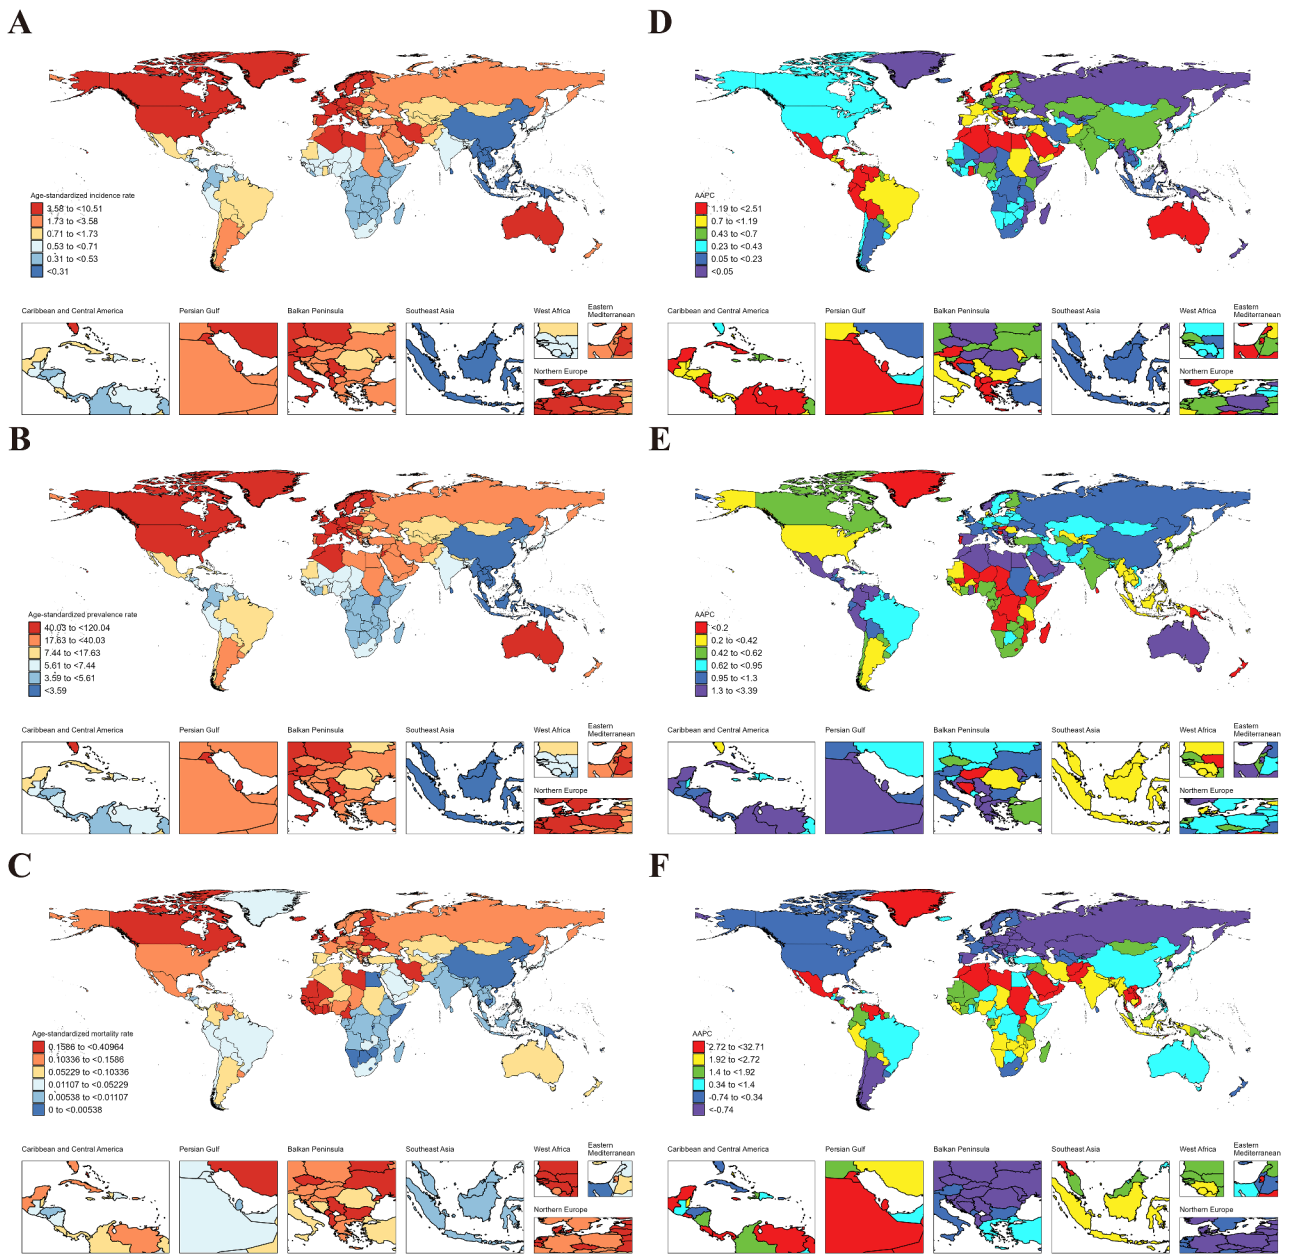 A
Age-standardized incidence rate
3.58 to <10.51
1.73 to <3.58
0.71 to <1.73
0.53 to <0.71
0.31 to <0.53
<0.31
Caribbean and Central America
Persian Gulf
Balkan Peninsula
Southeast Asia
West Africa
Eastern
Mediterranean
Northern Europe
D
AAPC
1.19 to <2.51
0.7 to <1.19
0.43 to <0.7
0.23 to <0.43
0.05 to <0.23
<0.05
Caribbean and Central America
Persian Gulf
Balkan Peninsula
Southeast Asia
West Africa
Eastern
Mediterranean
Northern Europe
B
Age-standardized prevalence rate
40.03 to <120.04
17.63 to <40.03
7.44 to <17.63
5.61 to <7.44
3.59 to <5.61
<3.59
Caribbean and Central America
Persian Gulf
Balkan Peninsula
Southeast Asia
West Africa
Eastern
Mediterranean
Northern Europe
E
AAPC
<0.2
0.2 to <0.42
0.42 to <0.62
0.62 to <0.95
0.95 to <1.3
1.3 to <3.39
Caribbean and Central America
Persian Gulf
Balkan Peninsula
Southeast Asia
West Africa
Eastern
Mediterranean
Northern Europe
C
Age-standardized mortality rate
0.1586 to <0.40964
0.10336 to <0.1586
0.05229 to <0.10336
0.01107 to <0.05229
0.00538 to <0.01107
0 to <0.00538
Caribbean and Central America
Persian Gulf
Balkan Peninsula
Southeast Asia
West Africa
Eastern
Mediterranean
Northern Europe
F
AAPC
2.72 to <32.71
1.92 to <2.72
1.4 to <1.92
0.34 to <1.4
-0.74 to <0.34
<-0.74
Caribbean and Central America
Persian Gulf
Balkan Peninsula
Southeast Asia
West Africa
Eastern
Mediterranean
Northern Europe